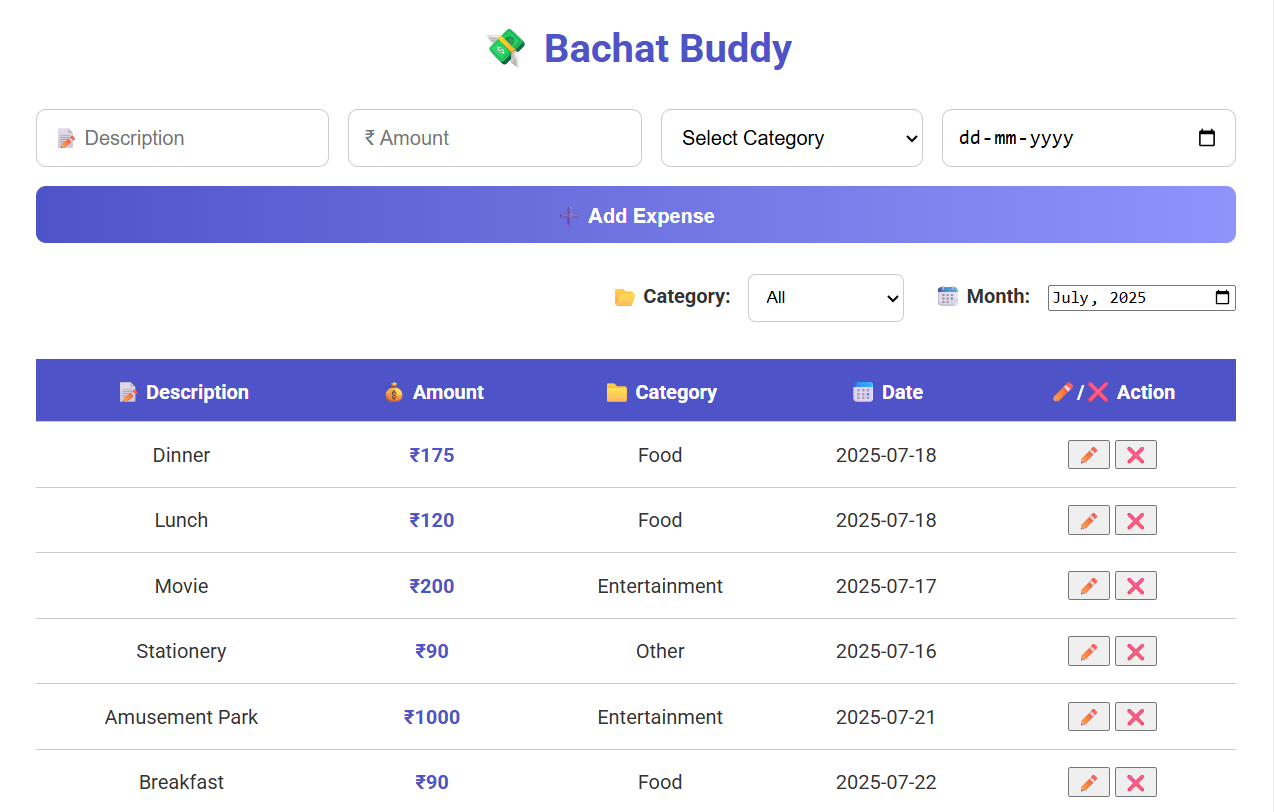 Bachat Buddy
Description ₹ Amount Select Category dd-mm-yyyy
Add Expense
Category: All Month: July, 2025
Description Amount Category Date / Action
Dinner ₹175 Food 2025-07-18
Lunch ₹120 Food 2025-07-18
Movie ₹200 Entertainment 2025-07-17
Stationery ₹90 Other 2025-07-16
Amusement Park ₹1000 Entertainment 2025-07-21
Breakfast ₹90 Food 2025-07-22